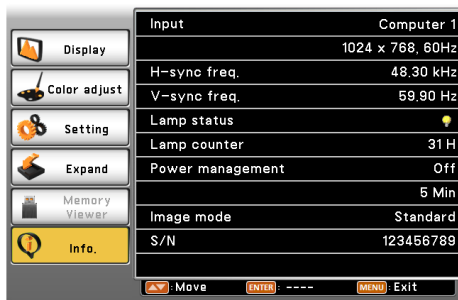 Display
Color adjust
Setting
Expand
Memory
Viewer
Info.
Input Computer 1
1024 x 768, 60Hz
H-sync freq. 48.30 kHz
V-sync freq. 59.90 Hz
Lamp status
Lamp counter 31 H
Power management Off
5 Min
Image mode Standard
S/N 123456789
:Move ENTER: ---- MENU:Exit